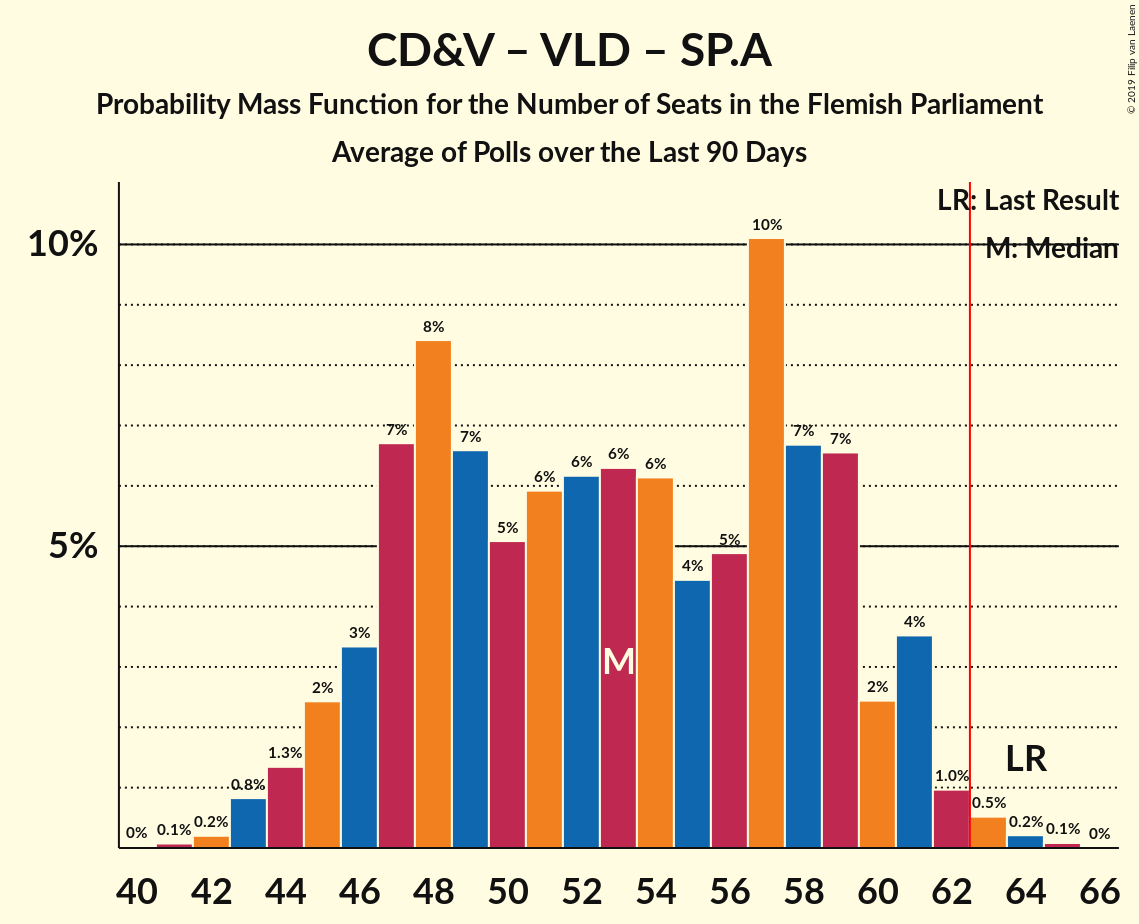 CD&V – VLD – SP.A
Probability Mass Function for the Number of Seats in the Flemish Parliament
Average of Polls over the Last 90 Days
© 2019 Filip van Laenen
LR: Last Result
M: Median
10%
5%
0% 0.1% 0.2% 0.8% 1.3% 2% 3% 7% 8% 7% 5% 6% 6% 6% 6% 4% 5% 10% 7% 7% 2% 4% 1.0% 0.5% 0.2% 0.1% 0%
M
LR
40 42 44 46 48 50 52 54 56 58 60 62 64 66